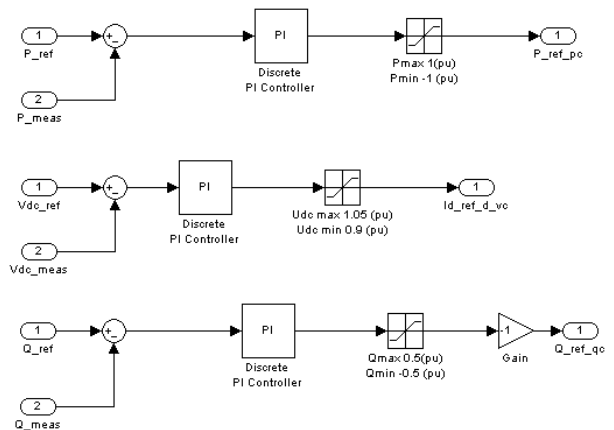 1
P_ref
+
-
PI
Discrete
PI Controller
Pmax 1(pu)
Pmin -1 (pu)
1
P_ref_pc
2
P_meas
1
Vdc_ref
+
-
PI
Discrete
PI Controller
Udc max 1.05 (pu)
Udc min 0.9 (pu)
1
Id_ref_d_vc
2
Vdc_meas
1
Q_ref
+
-
PI
Discrete
PI Controller
Qmax 0.5(pu)
Qmin -0.5 (pu)
-1
Gain
1
Q_ref_qc
2
Q_meas